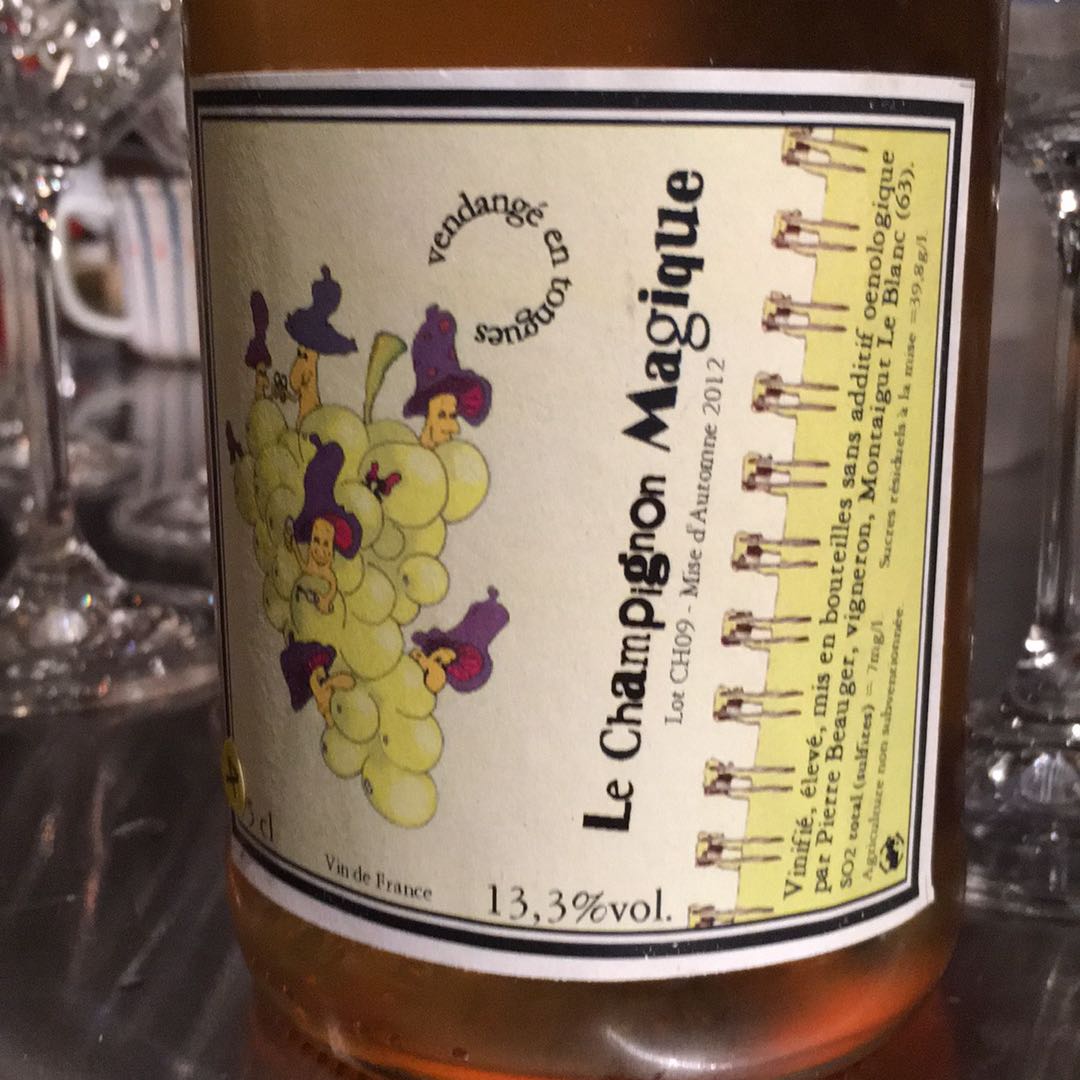 vendangé en tongues
Le Champignon Magique
Lot CH09 - Mise d'Automne 2012
Vinifié, élevé, mis en bouteilles sans additif oenologique
par Pierre Beauger, vigneron, Montaigut Le Blanc (63).
SO2 total (sulfites) = 7mg/l. Sucres résiduels à la mise =39,8g/l.
Agriculture non subventionnée.
5 cl
Vin de France
13,3%vol.